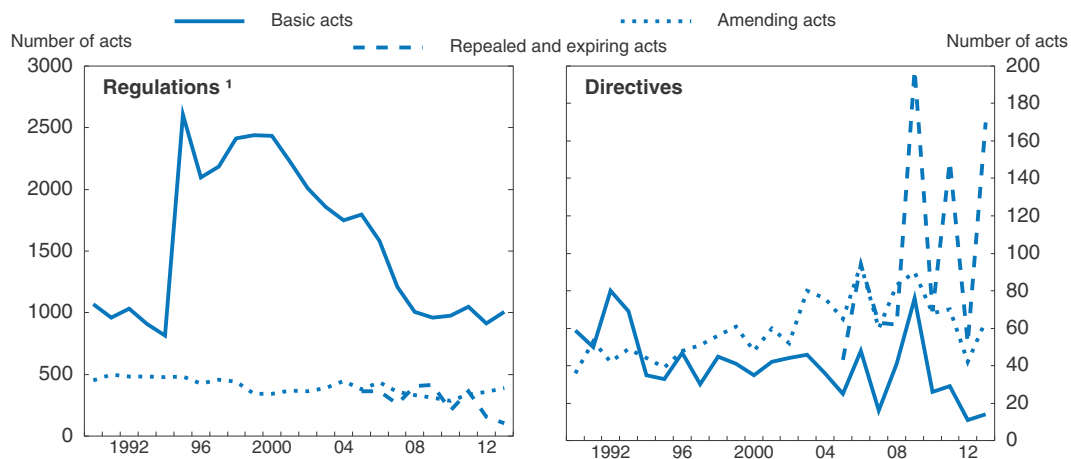 Basic acts
Amending acts
Number of acts
Repealed and expiring acts
Number of acts
Regulations ¹
Directives
3000
2500
2000
1500
1000
500
0
200
180
160
140
120
100
80
60
40
20
0
1992 96 2000 04 08 12
1992 96 2000 04 08 12